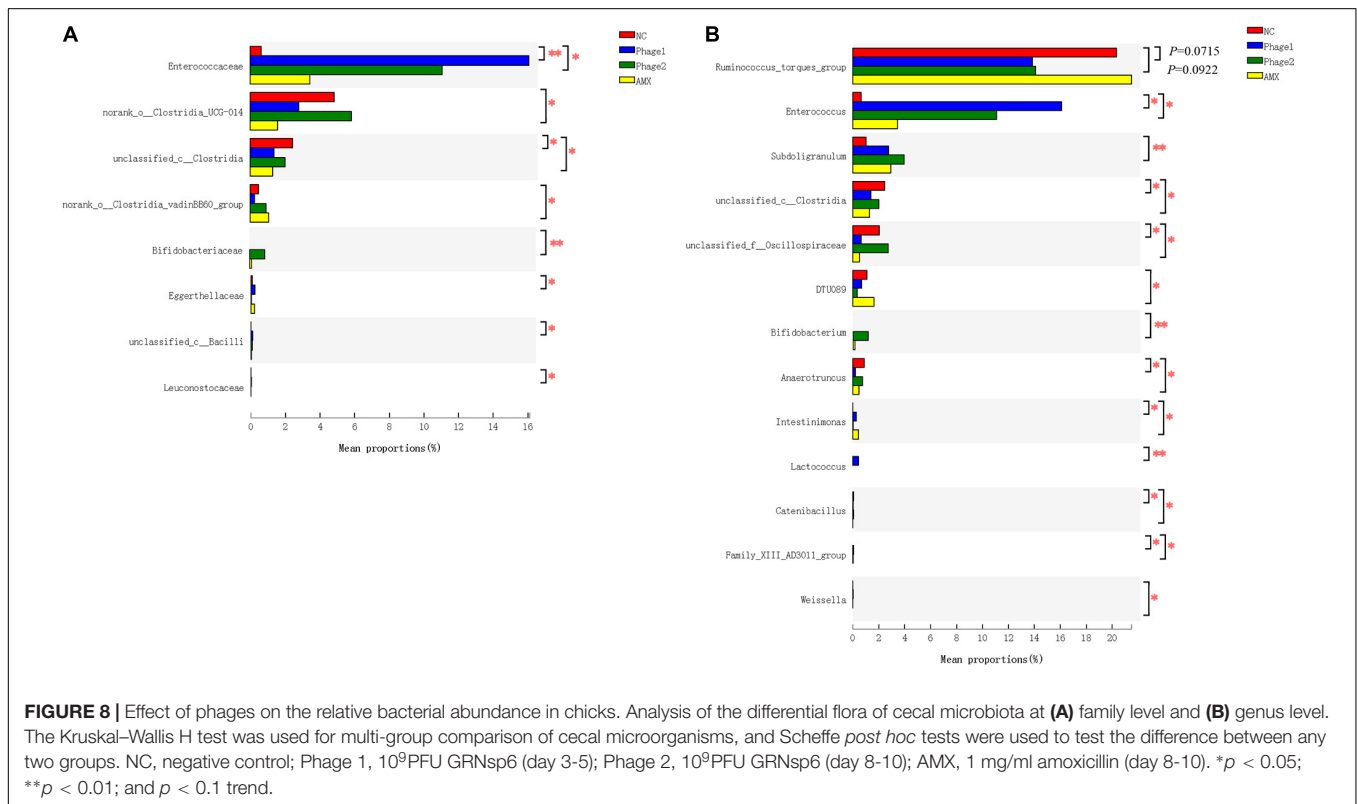 A
NC
Phage1
Phage2
AMX
Enterococcaceae
**
*
norank_o__Clostridia_UCG-014
*
unclassified_c__Clostridia
*
*
norank_o__Clostridia_vadinBB60_group
*
Bifidobacteriaceae
**
Eggerthellaceae
*
unclassified_c__Bacilli
*
Leuconostocaceae
*
0 2 4 6 8 10 12 14 16
Mean proportions(%)
B
NC
Phage1
Phage2
AMX
Ruminococcus_torques_group
P=0.0715
P=0.0922
Enterococcus
*
*
Subdoligranulum
**
unclassified_c__Clostridia
*
*
unclassified_f__Oscillospiraceae
*
*
DTU089
*
Bifidobacterium
**
Anaerotruncus
*
*
Intestinimonas
*
*
Lactococcus
**
Catenibacillus
*
*
Family_XIII_AD3011_group
*
*
Weissella
*
0 2 4 6 8 10 12 14 16 18 20
Mean proportions(%)
FIGURE 8 | Effect of phages on the relative bacterial abundance in chicks. Analysis of the differential flora of cecal microbiota at (A) family level and (B) genus level.
The Kruskal–Wallis H test was used for multi-group comparison of cecal microorganisms, and Scheffe post hoc tests were used to test the difference between any
two groups. NC, negative control; Phage 1, 10⁹PFU GRNsp6 (day 3-5); Phage 2, 10⁹PFU GRNsp6 (day 8-10); AMX, 1 mg/ml amoxicillin (day 8-10). *p < 0.05;
**p < 0.01; and p < 0.1 trend.